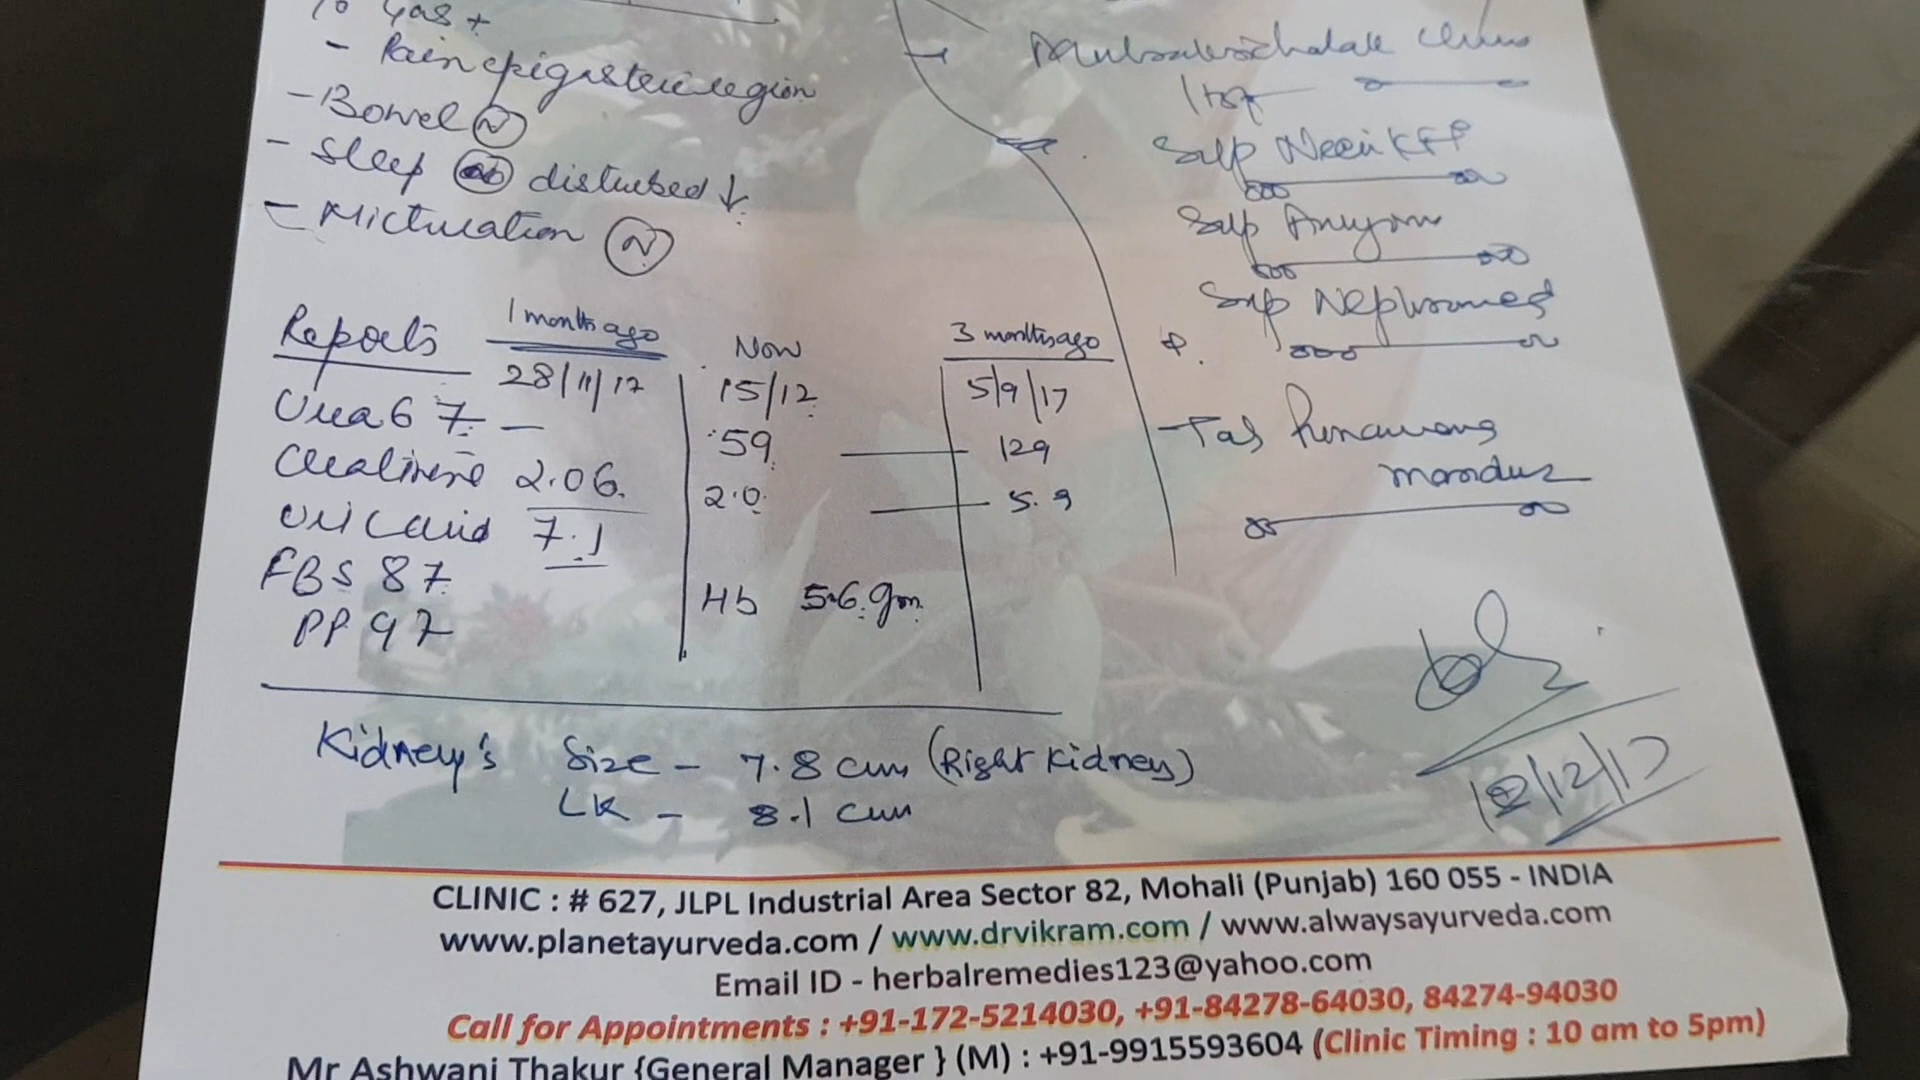 Gas +
- Pain epigasteric region
- Bowel (N)
- Sleep disturbed ↓
- Micturation (N)
Reports 1 months ago Now 3 months ago
28/11/17 15/12 5/9/17
Urea 67 - 59 129
Creatinine 2.06 2.0 5.9
Uric acid 7.1
FBS 87
PP 97
Hb 5.6 gm
Kidney's Size - 7.8 cm (Right Kidney)
LK - 8.1 cm
1 tsf
Neeri KFT
Tab Punarnava
mandur
12/17
CLINIC : # 627, JLPL Industrial Area Sector 82, Mohali (Punjab) 160 055 - INDIA
www.planetayurveda.com / www.drvikram.com / www.alwaysayurveda.com
Email ID - herbalremedies123@yahoo.com
Call for Appointments : +91-172-5214030, +91-84278-64030, 84274-94030
Mr Ashwani Thakur {General Manager } (M) : +91-9915593604 (Clinic Timing : 10 am to 5pm)